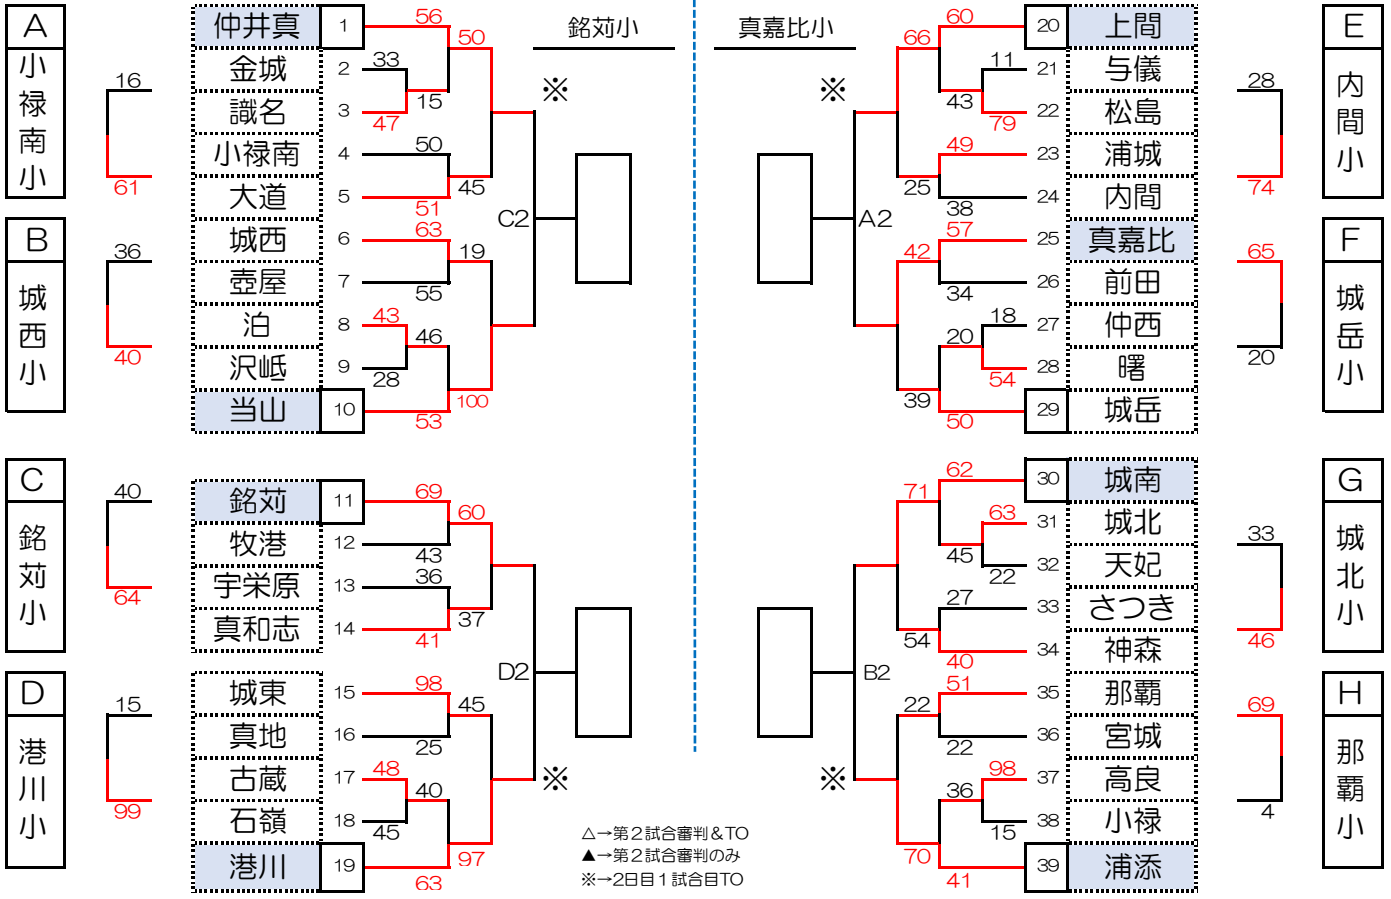 A
小禄南小
16
61
B
城西小
36
40
C
銘苅小
40
64
D
港川小
15
99
仲井真 1 56
金城 2 33
識名 3 47
15
50
小禄南 4 50
大道 5 51
45
城西 6 63
壺屋 7 55
19
泊 8 43
沢岻 9 28
46
当山 10 53
100
C2
※
銘苅小
銘苅 11 69
牧港 12 43
60
宇栄原 13 36
真和志 14 41
37
城東 15 98
真地 16 25
45
古蔵 17 48
石嶺 18 45
40
港川 19 63
97
D2
※
△→第2試合審判&TO
▲→第2試合審判のみ
※→2日目1試合目TO
真嘉比小
※
60 20 上間
66
11 21 与儀
43
79 22 松島
49 23 浦城
25
38 24 内間
A2
57 25 真嘉比
42
34 26 前田
18 27 仲西
20
54 28 曙
39
50 29 城岳
62 30 城南
71
63 31 城北
45
22 32 天妃
27 33 さつき
54
40 34 神森
B2
51 35 那覇
22
22 36 宮城
98 37 高良
36
15 38 小禄
70
41 39 浦添
※
E
内間小
28
74
F
城岳小
65
20
G
城北小
33
46
H
那覇小
69
4